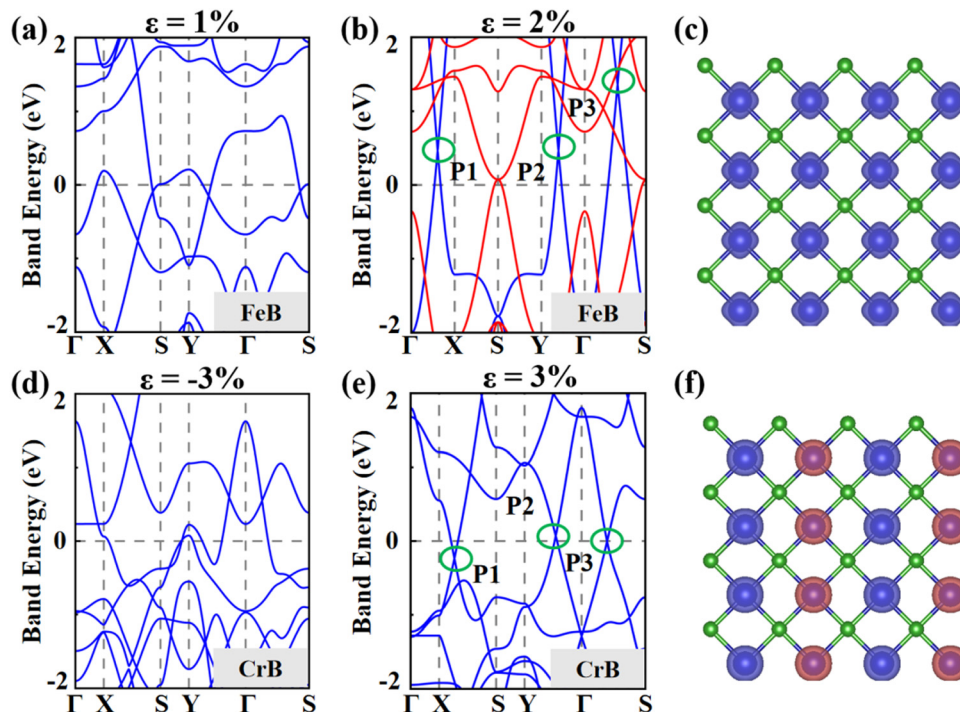 (a) ε = 1%
2
0
-2
Band Energy (eV)
FeB
Γ X S Y Γ S
(b) ε = 2%
2
0
-2
Band Energy (eV)
P1
P2
P3
FeB
Γ X S Y Γ S
(c)
(d) ε = -3%
2
0
-2
Band Energy (eV)
CrB
Γ X S Y Γ S
(e) ε = 3%
2
0
-2
Band Energy (eV)
P1
P2
P3
CrB
Γ X S Y Γ S
(f)